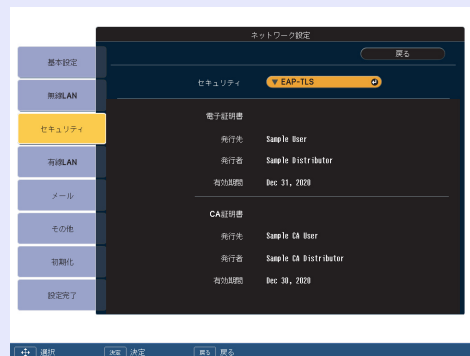 ネットワーク設定
戻る
基本設定
セキュリティ ▼ EAP-TLS
無線LAN
電子証明書
セキュリティ
発行先 Sample User
有線LAN 発行者 Sample Distributor
有効期間 Dec 31, 2020
メール
CA証明書
その他 発行先 Sample CA User
初期化 発行者 Sample CA Distributor
有効期間 Dec 30, 2020
設定完了
選択 決定 決定 戻る 戻る